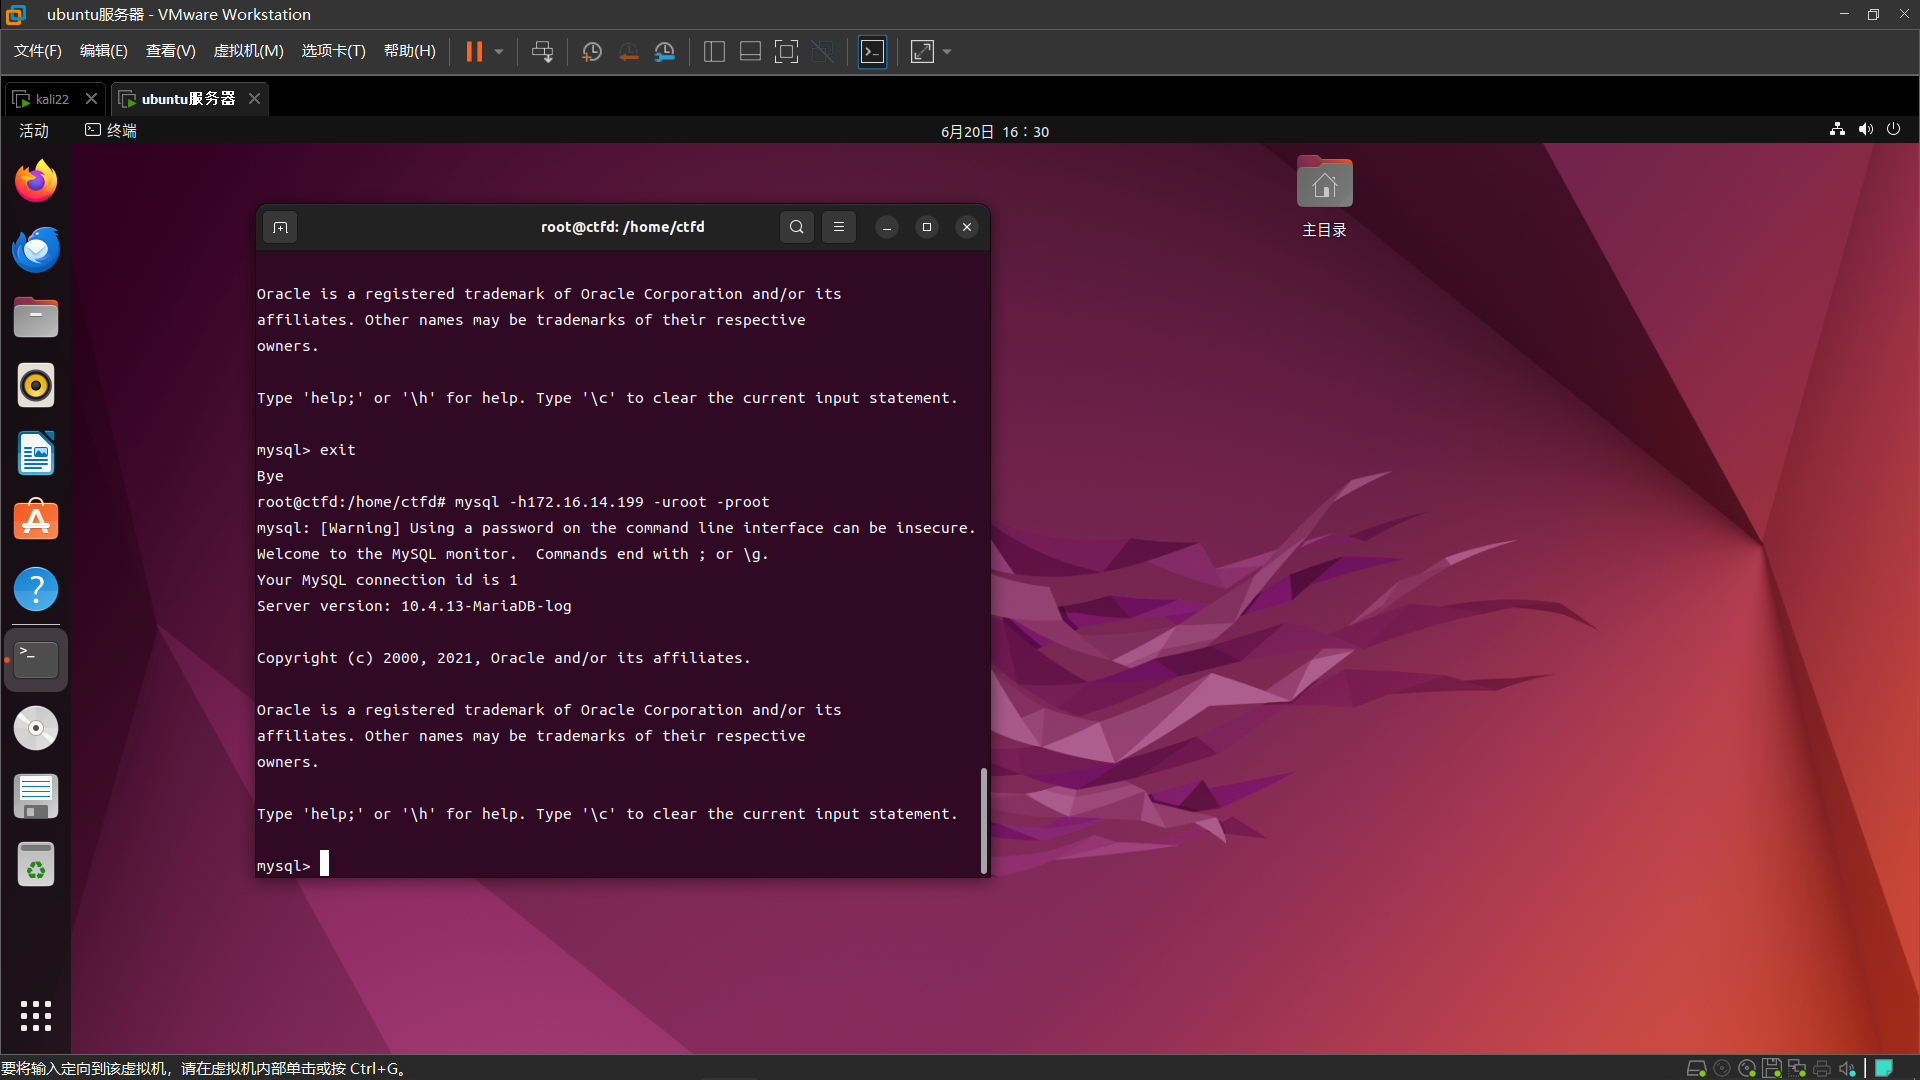 ubuntu服务器 - VMware Workstation
文件(F) 编辑(E) 查看(V) 虚拟机(M) 选项卡(T) 帮助(H)
kali22 ubuntu服务器
活动 终端 6月20日 16：30
主目录
root@ctfd: /home/ctfd
Oracle is a registered trademark of Oracle Corporation and/or its
affiliates. Other names may be trademarks of their respective
owners.
Type 'help;' or '\h' for help. Type '\c' to clear the current input statement.
mysql> exit
Bye
root@ctfd:/home/ctfd# mysql -h172.16.14.199 -uroot -proot
mysql: [Warning] Using a password on the command line interface can be insecure.
Welcome to the MySQL monitor.  Commands end with ; or \g.
Your MySQL connection id is 1
Server version: 10.4.13-MariaDB-log
Copyright (c) 2000, 2021, Oracle and/or its affiliates.
Oracle is a registered trademark of Oracle Corporation and/or its
affiliates. Other names may be trademarks of their respective
owners.
Type 'help;' or '\h' for help. Type '\c' to clear the current input statement.
mysql>
要将输入定向到该虚拟机，请在虚拟机内部单击或按 Ctrl+G。